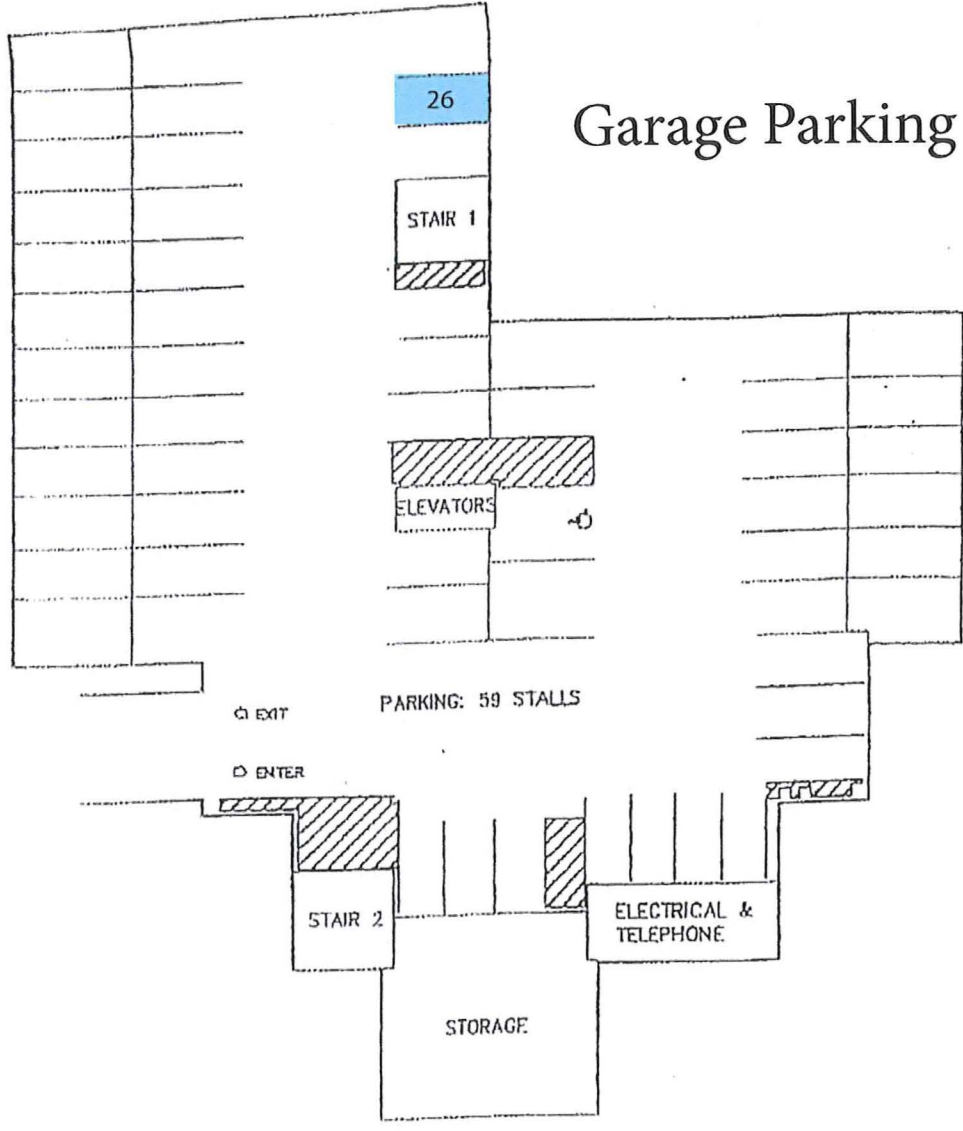 26
Garage Parking
STAIR 1
ELEVATORS
PARKING: 59 STALLS
EXIT
ENTER
STAIR 2
ELECTRICAL &
TELEPHONE
STORAGE